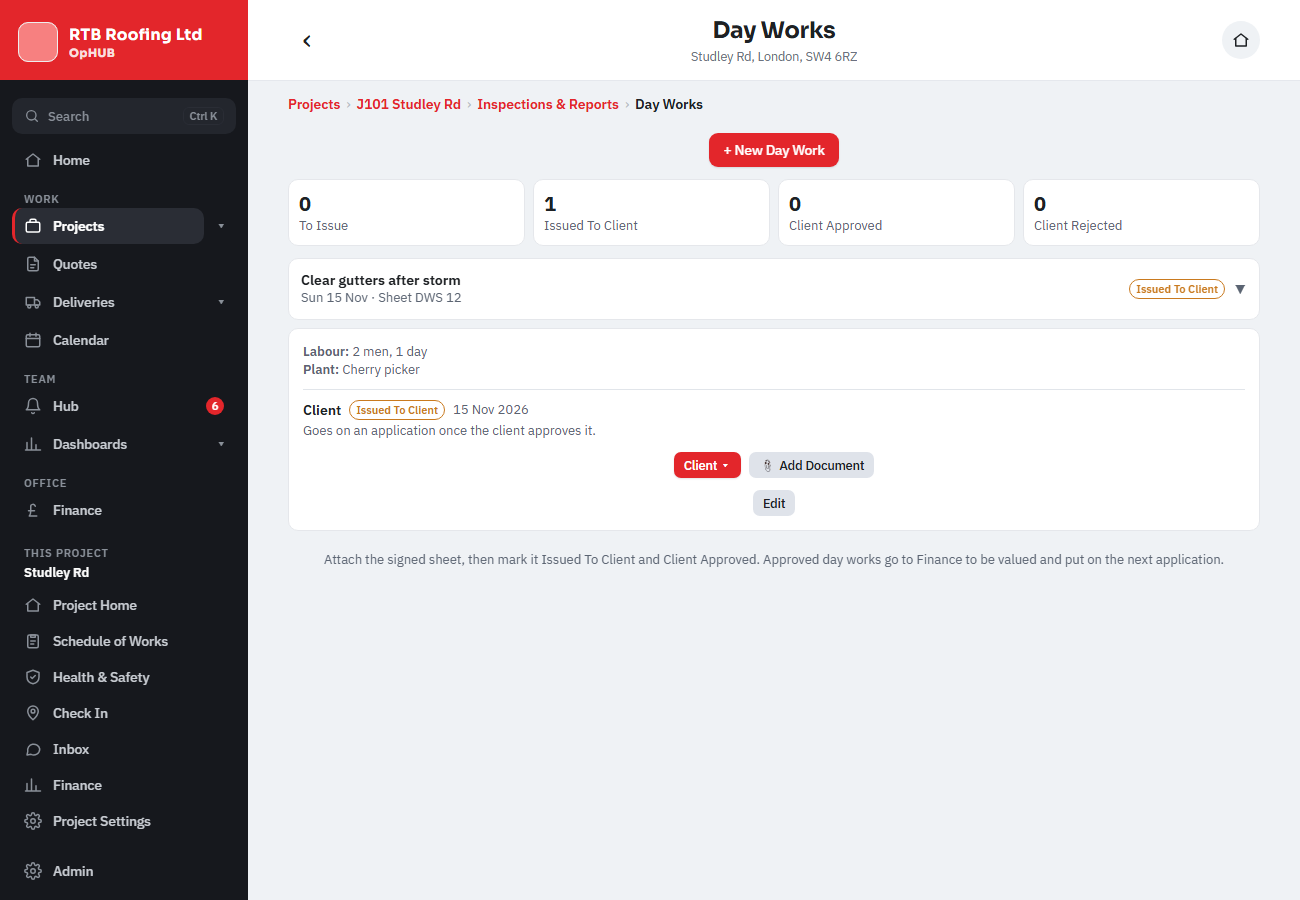 RTB Roofing Ltd
OpHUB
Search
Ctrl K
Home
WORK
Projects
Quotes
Deliveries
Calendar
TEAM
Hub
6
Dashboards
OFFICE
Finance
THIS PROJECT
Studley Rd
Project Home
Schedule of Works
Health & Safety
Check In
Inbox
Finance
Project Settings
Admin
Day Works
Studley Rd, London, SW4 6RZ
Projects › J101 Studley Rd › Inspections & Reports › Day Works
+ New Day Work
0
To Issue
1
Issued To Client
0
Client Approved
0
Client Rejected
Clear gutters after storm
Sun 15 Nov · Sheet DWS 12
Issued To Client
Labour: 2 men, 1 day
Plant: Cherry picker
Client Issued To Client 15 Nov 2026
Goes on an application once the client approves it.
Client
Add Document
Edit
Attach the signed sheet, then mark it Issued To Client and Client Approved. Approved day works go to Finance to be valued and put on the next application.